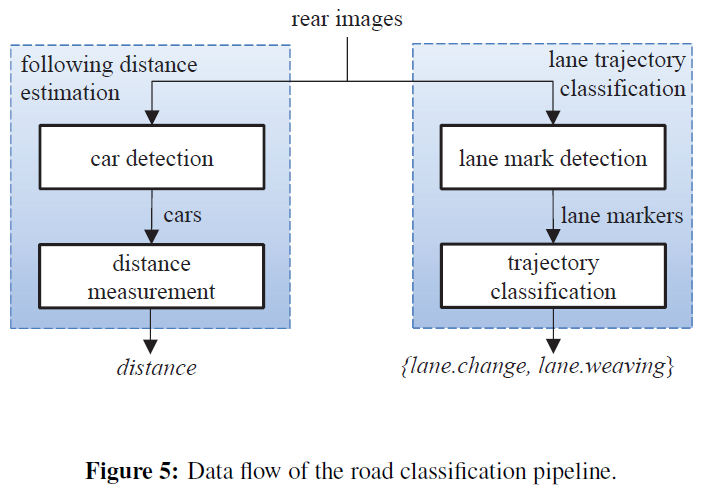 rear images
following distance
estimation
car detection
cars
distance
measurement
distance
lane trajectory
classification
lane mark detection
lane markers
trajectory
classification
{lane.change, lane.weaving}
Figure 5: Data flow of the road classification pipeline.